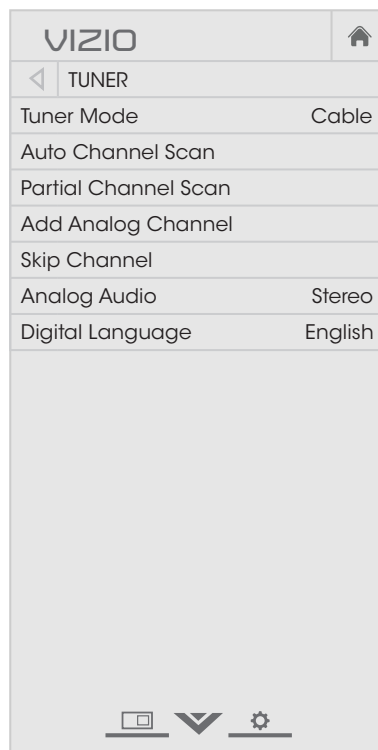 VIZIO
TUNER
Tuner Mode Cable
Auto Channel Scan
Partial Channel Scan
Add Analog Channel
Skip Channel
Analog Audio Stereo
Digital Language English